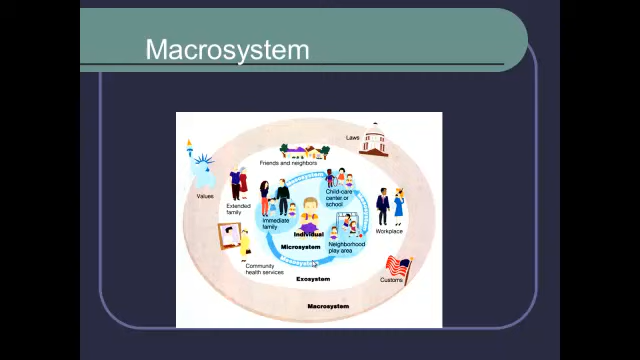 Macrosystem
Laws
Friends and neighbors
Values
Extended
family
Child-care
center or
school
Immediate
family
Individual
Workplace
Microsystem
Neighborhood
play area
Mesosystem
Community
health services
Exosystem
Customs
Macrosystem